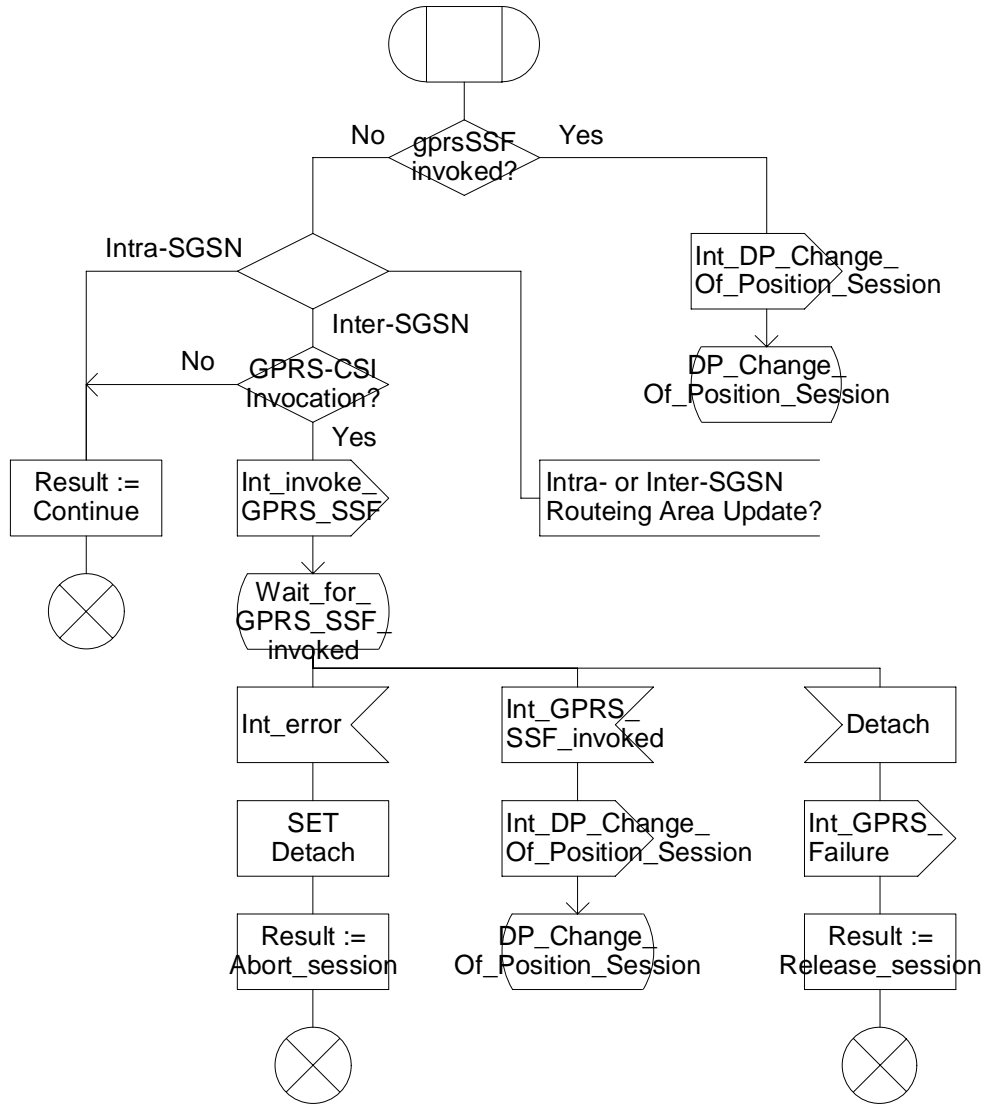 No
gprsSSF
invoked?
Yes
Intra-SGSN
Int_DP_Change_
Of_Position_Session
Inter-SGSN
No
GPRS-CSI
Invocation?
DP_Change_
Of_Position_Session
Yes
Result :=
Continue
Int_invoke_
GPRS_SSF
Intra- or Inter-SGSN
Routeing Area Update?
Wait_for_
GPRS_SSF_
invoked
Int_error
Int_GPRS_
SSF_invoked
Detach
SET
Detach
Int_DP_Change_
Of_Position_Session
Int_GPRS_
Failure
Result :=
Abort_session
DP_Change_
Of_Position_Session
Result :=
Release_session